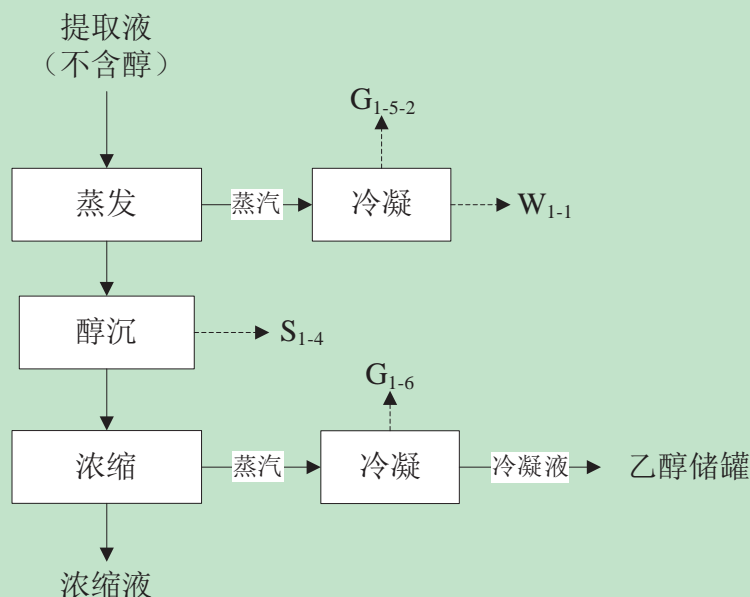 提取液
（不含醇）
G1-5-2
蒸发
蒸汽
冷凝
W1-1
醇沉
S1-4
G1-6
浓缩
蒸汽
冷凝
冷凝液
乙醇储罐
浓缩液